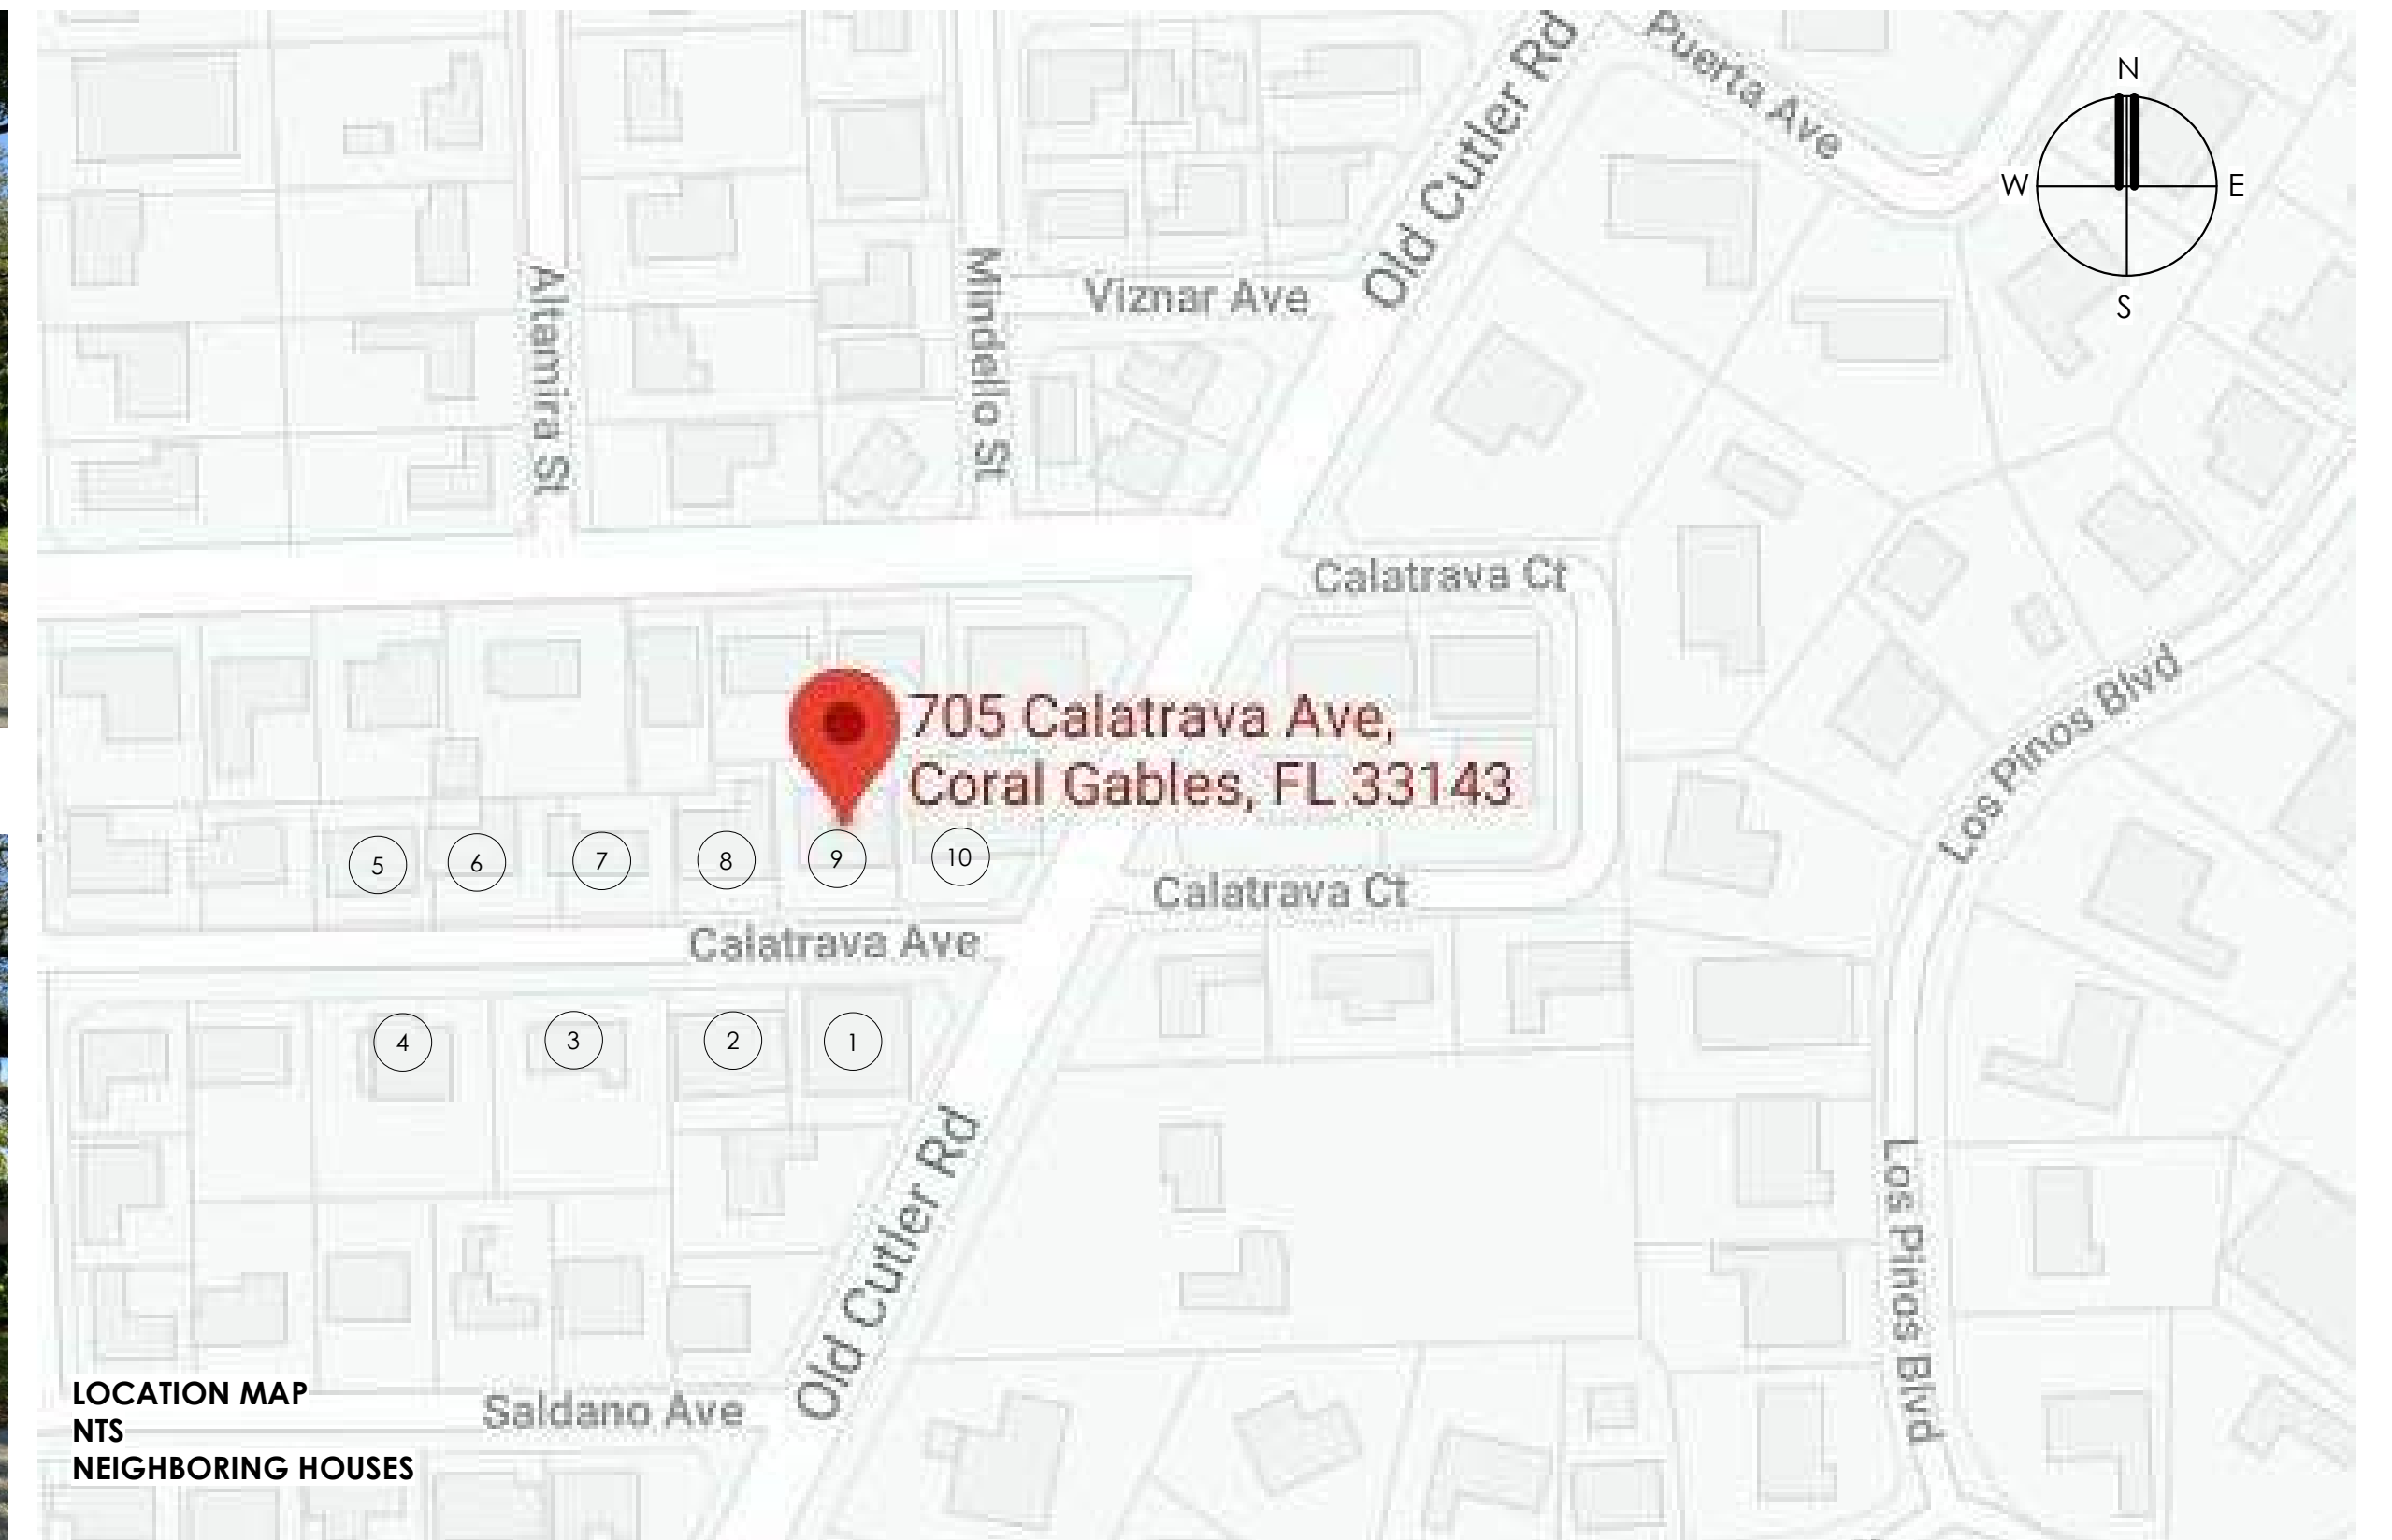 Puerta Ave
N
W
E
S
Old Cutler Rd
Viznar Ave
Altamira St
Mindello St
Calatrava Ct
705 Calatrava Ave,
Coral Gables, FL 33143
Los Pinos Blvd
5
6
7
8
9
10
Calatrava Ct
Calatrava Ave
4
3
2
1
Old Cutler Rd
Los Pinos Blvd
Saldano Ave
LOCATION MAP
NTS
NEIGHBORING HOUSES